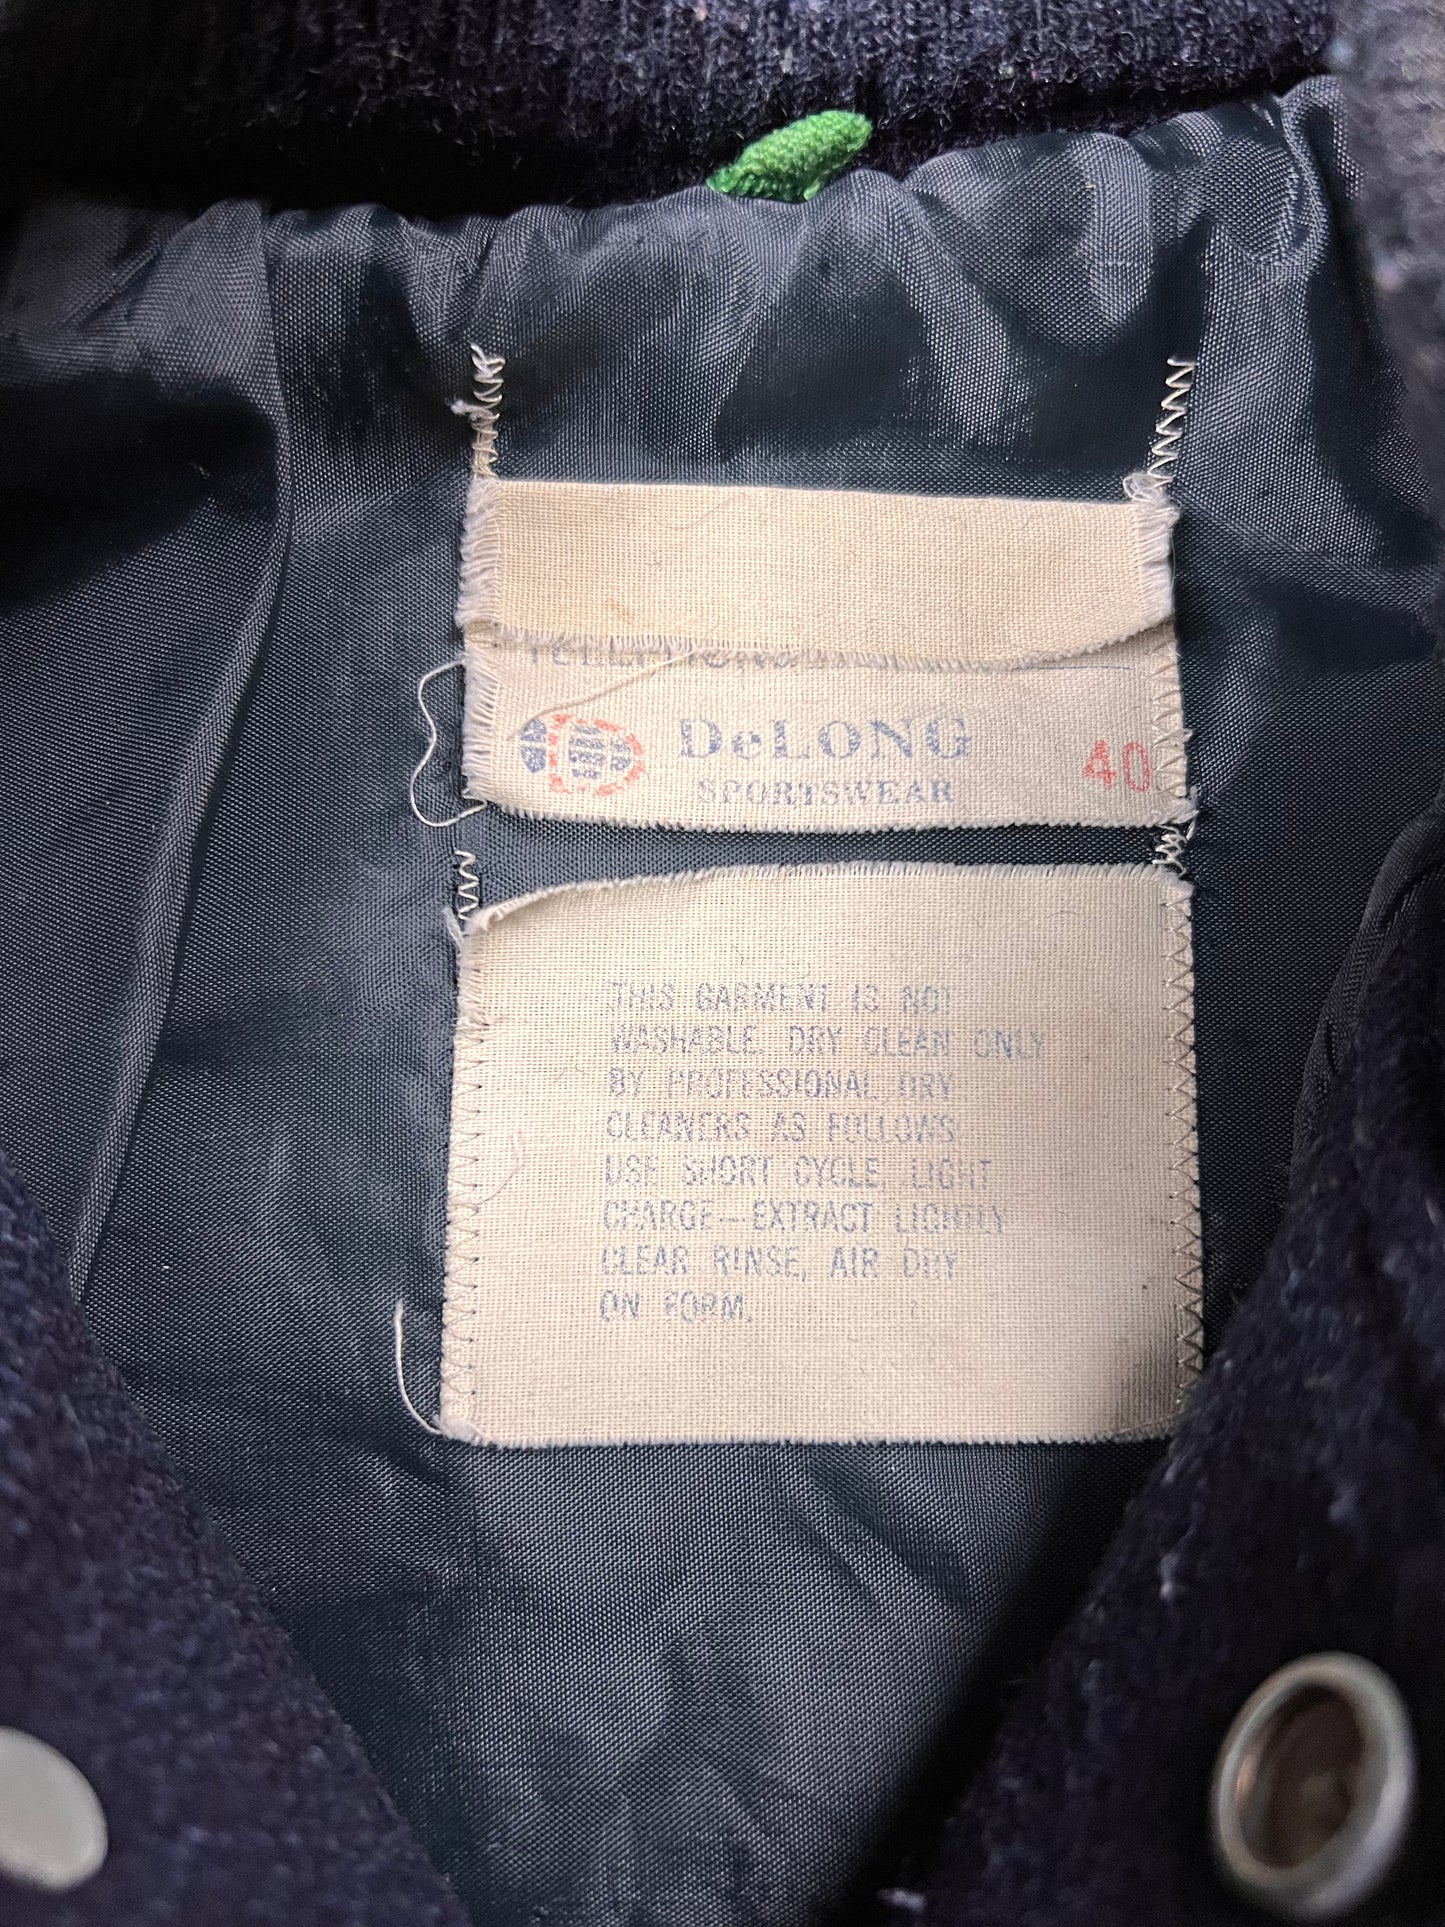 TELEPHONE
DeLONG
SPORTSWEAR
40
THIS GARMENT IS NOT
WASHABLE. DRY CLEAN ONLY
BY PROFESSIONAL DRY
CLEANERS AS FOLLOWS
USE SHORT CYCLE, LIGHT
CHARGE—EXTRACT LIGHTLY
CLEAR RINSE, AIR DRY
ON FORM.